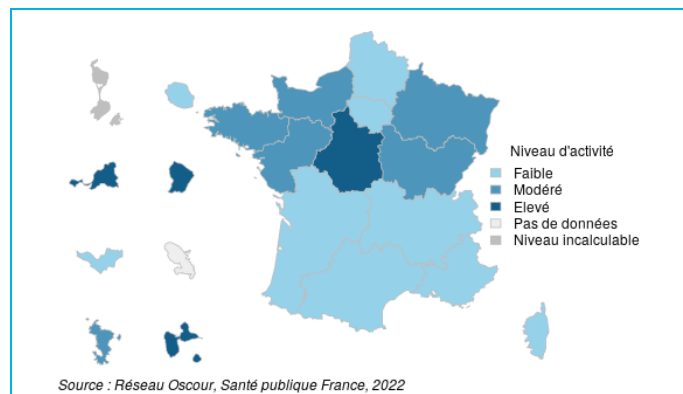 Niveau d'activité
Faible
Modéré
Elevé
Pas de données
Niveau incalculable
Source : Réseau Oscour, Santé publique France, 2022